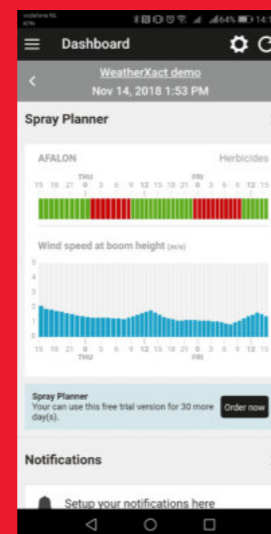 vodafone NL
KPN
64% 14:1
Dashboard
WeatherXact demo
Nov 14, 2018 1:53 PM
Spray Planner
AFALON Herbicides
THU FRI
15 18 21 0 3 6 9 12 15 18 21 0 3 6 9 12 15
Wind speed at boom height (m/s)
5
4
3
2
1
0
15 18 21 0 3 6 9 12 15 18 21 0 3 6 9 12 15
THU FRI
Spray Planner
Your can use this free trial version for 30 more
day(s).
Order now
Notifications
Setup your notifications here